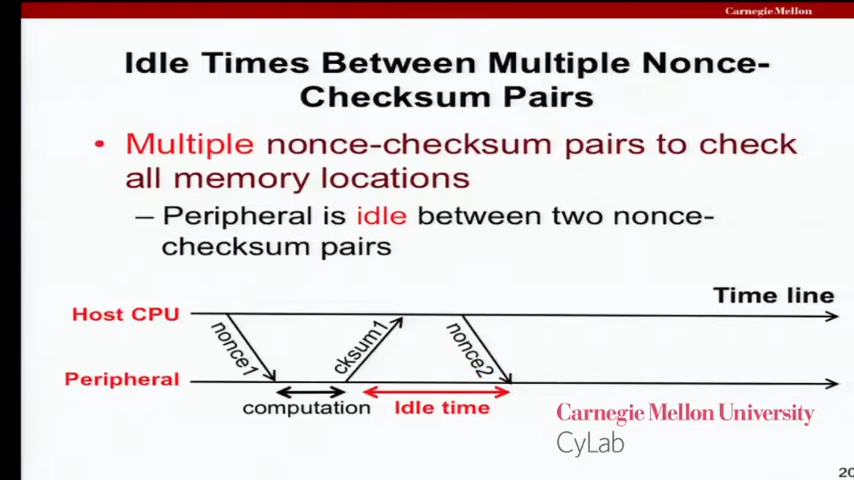 Carnegie Mellon
Idle Times Between Multiple Nonce-
Checksum Pairs
• Multiple nonce-checksum pairs to check
all memory locations
– Peripheral is idle between two nonce-
checksum pairs
Time line
Host CPU
nonce1
cksum1
nonce2
Peripheral
computation
Idle time
Carnegie Mellon University
CyLab
20